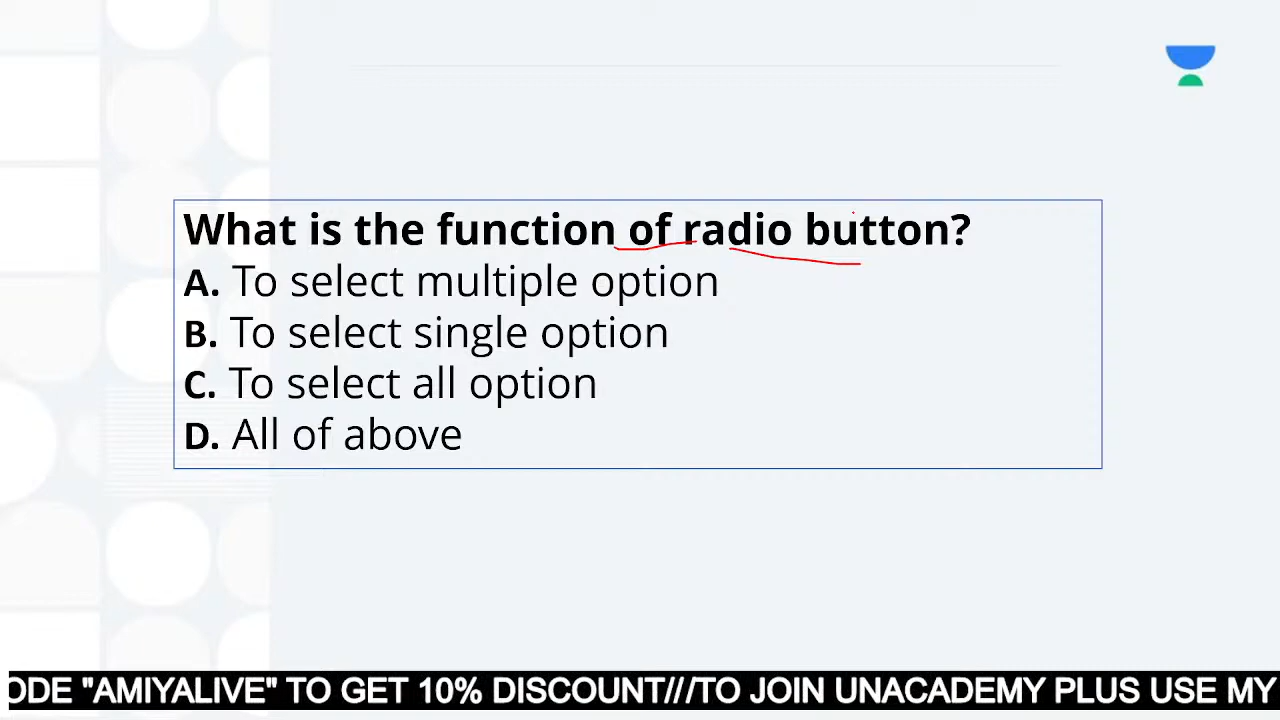 What is the function of radio button?
A. To select multiple option
B. To select single option
C. To select all option
D. All of above
ODE "AMIYALIVE" TO GET 10% DISCOUNT///TO JOIN UNACADEMY PLUS USE MY